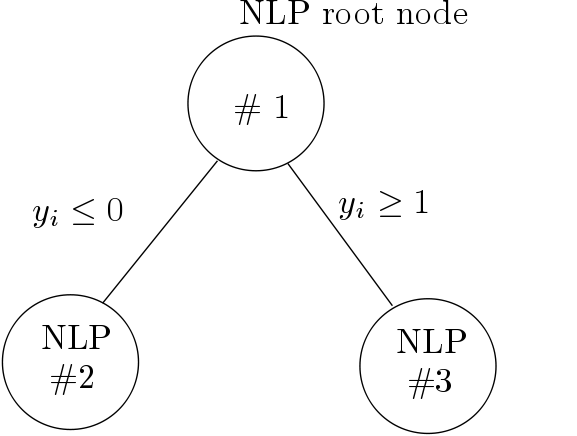 NLP root node
# 1
y_i ≤ 0
y_i ≥ 1
NLP
#2
NLP
#3